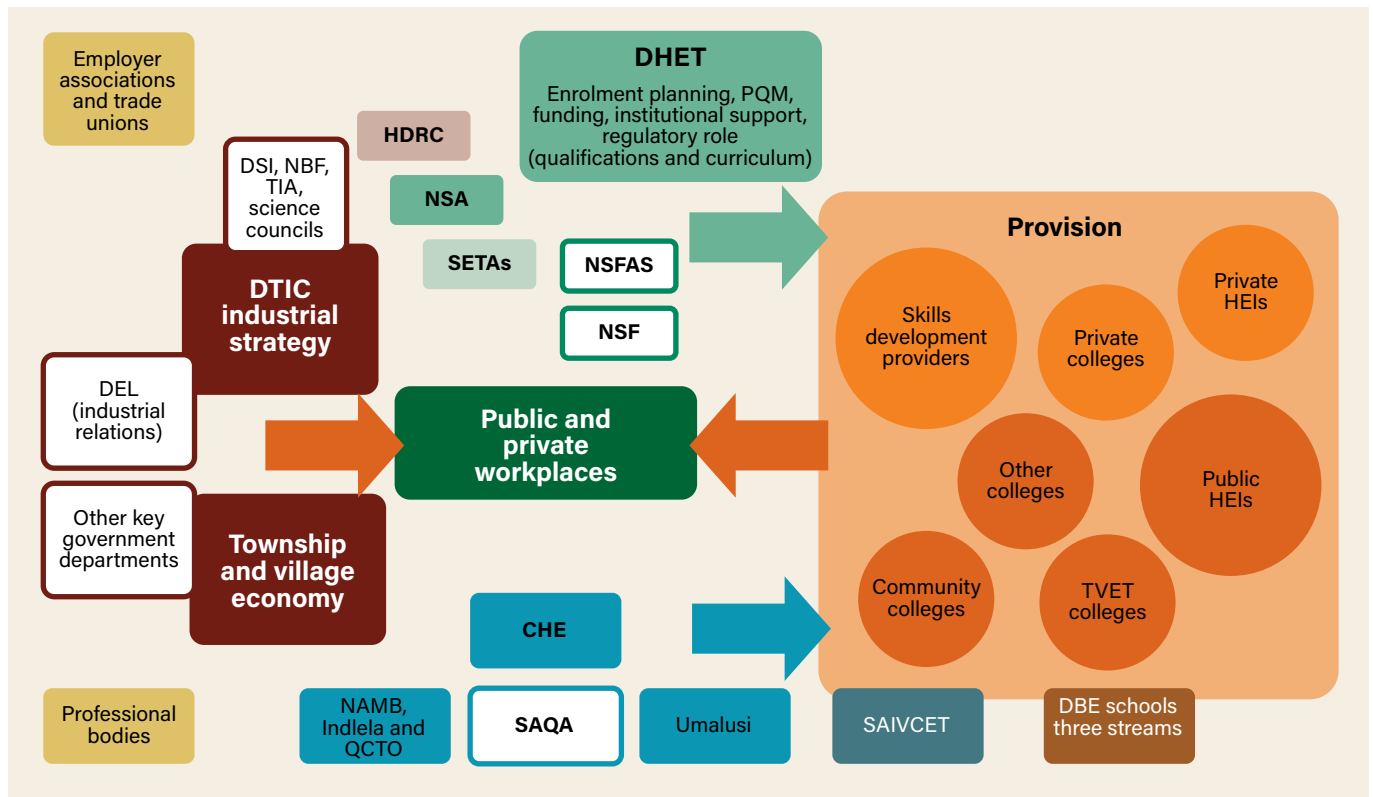 Employer
associations
and trade
unions
DHET
Enrolment planning, PQM,
funding, institutional support,
regulatory role
(qualifications and curriculum)
HDRC
DSI, NBF,
TIA,
science
councils
NSA
SETAs
NSFAS
NSF
DTIC
industrial
strategy
DEL
(industrial
relations)
Public and
private
workplaces
Other key
government
departments
Township
and village
economy
Provision
Skills
development
providers
Private
colleges
Private
HEIs
Other
colleges
Public
HEIs
Community
colleges
TVET
colleges
CHE
Professional
bodies
NAMB,
Indlela and
QCTO
SAQA
Umalusi
SAIVCET
DBE schools
three streams